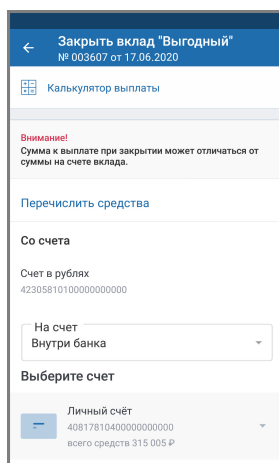 Закрыть вклад "Выгодный"
№ 003607 от 17.06.2020
Калькулятор выплаты
Внимание!
Сумма к выплате при закрытии может отличаться от
суммы на счете вклада.
Перечислить средства
Со счета
Счет в рублях
42305810100000000000
На счет
Внутри банка
Выберите счет
Личный счёт
40817810400000000000
всего средств 315 005 ₽